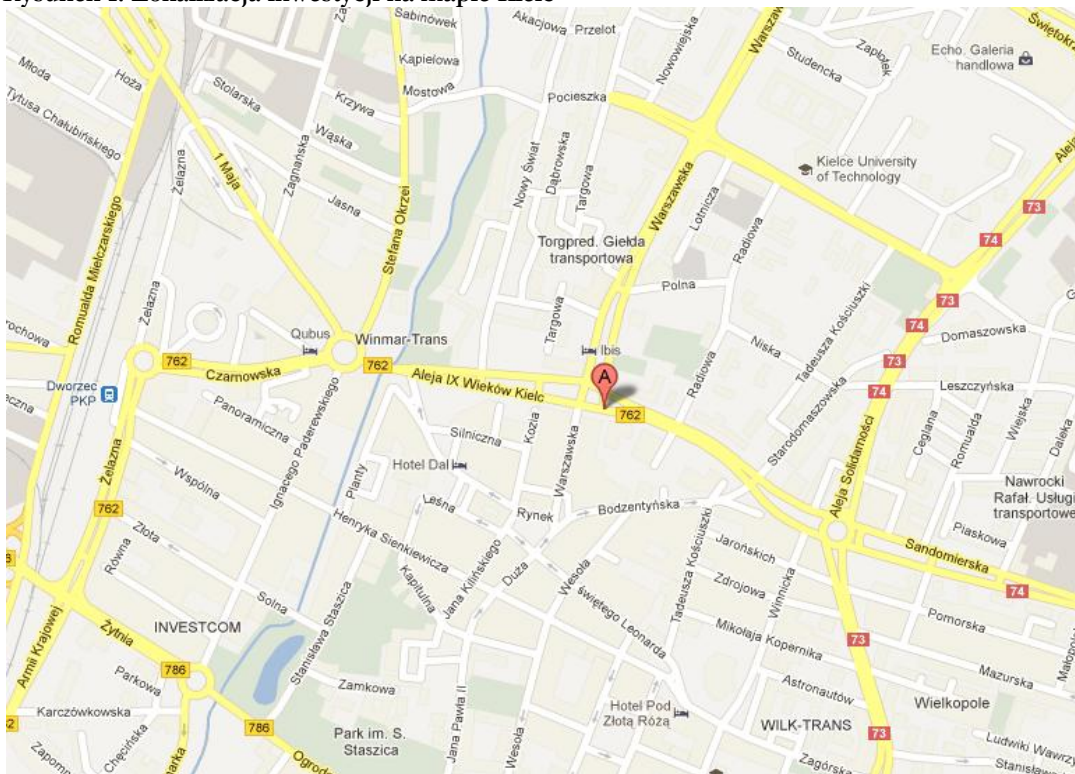 Sabinówek
Akacjowa
Przelot
Nowowiejska
Warszawska
Studencka
Zapłotek
Echo. Galeria
handlowa
Młoda
Hoża
Tytusa Chałubińskiego
Stolarska
Krzywa
Wąska
Kąpielowa
Mostowa
Pocieszka
Żelazna
1 Maja
Zagnańska
Jasna
Stefana Okrzei
Nowy Świat
Dąbrowska
Targowa
Warszawska
Lotnicza
Radiowa
Kielce University
of Technology
73
74
Romualda Mielczarskiego
Żelazna
Torgpred. Giełda
transportowa
Polna
Tadeusza Kościuszki
73
74
Domaszowska
Qubus
Winmar-Trans
Targowa
Ibis
Niska
Radiowa
73
74
Leszczyńska
762
Czarnowska
762
Aleja IX Wieków Kielc
A
762
Dworzec
PKP
Panoramiczna
Ignacego Paderewskiego
Silniczna
Kozia
Warszawska
Starodomaszowska
Aleja Solidarności
Ceglana
Romualda
Wiejska
Daleka
Żelazna
Wspólna
Planty
Hotel Dal
Leśna
Rynek
Bodzentyńska
Nawrocki
Rafał. Usługi
transportowe
762
Złota
Równa
Henryka Sienkiewicza
Jana Kilińskiego
Duża
Wesoła
Tadeusza Kościuszki
Jarońskich
Piaskowa
Sandomierska
74
Solna
Kapitulna
świętego Leonarda
Zdrojowa
Winnicka
Pomorska
Armii Krajowej
Żytnia
INVESTCOM
Stanisława Staszica
Mikołaja Kopernika
73
Mazurska
786
Parkowa
Zamkowa
Astronautów
Wielkopole
Karczówkowska
Chęcińska
786
Park im. S.
Staszica
Jana Pawła II
Wesoła
Hotel Pod
Złotą Różą
WILK-TRANS
73
Zagórska